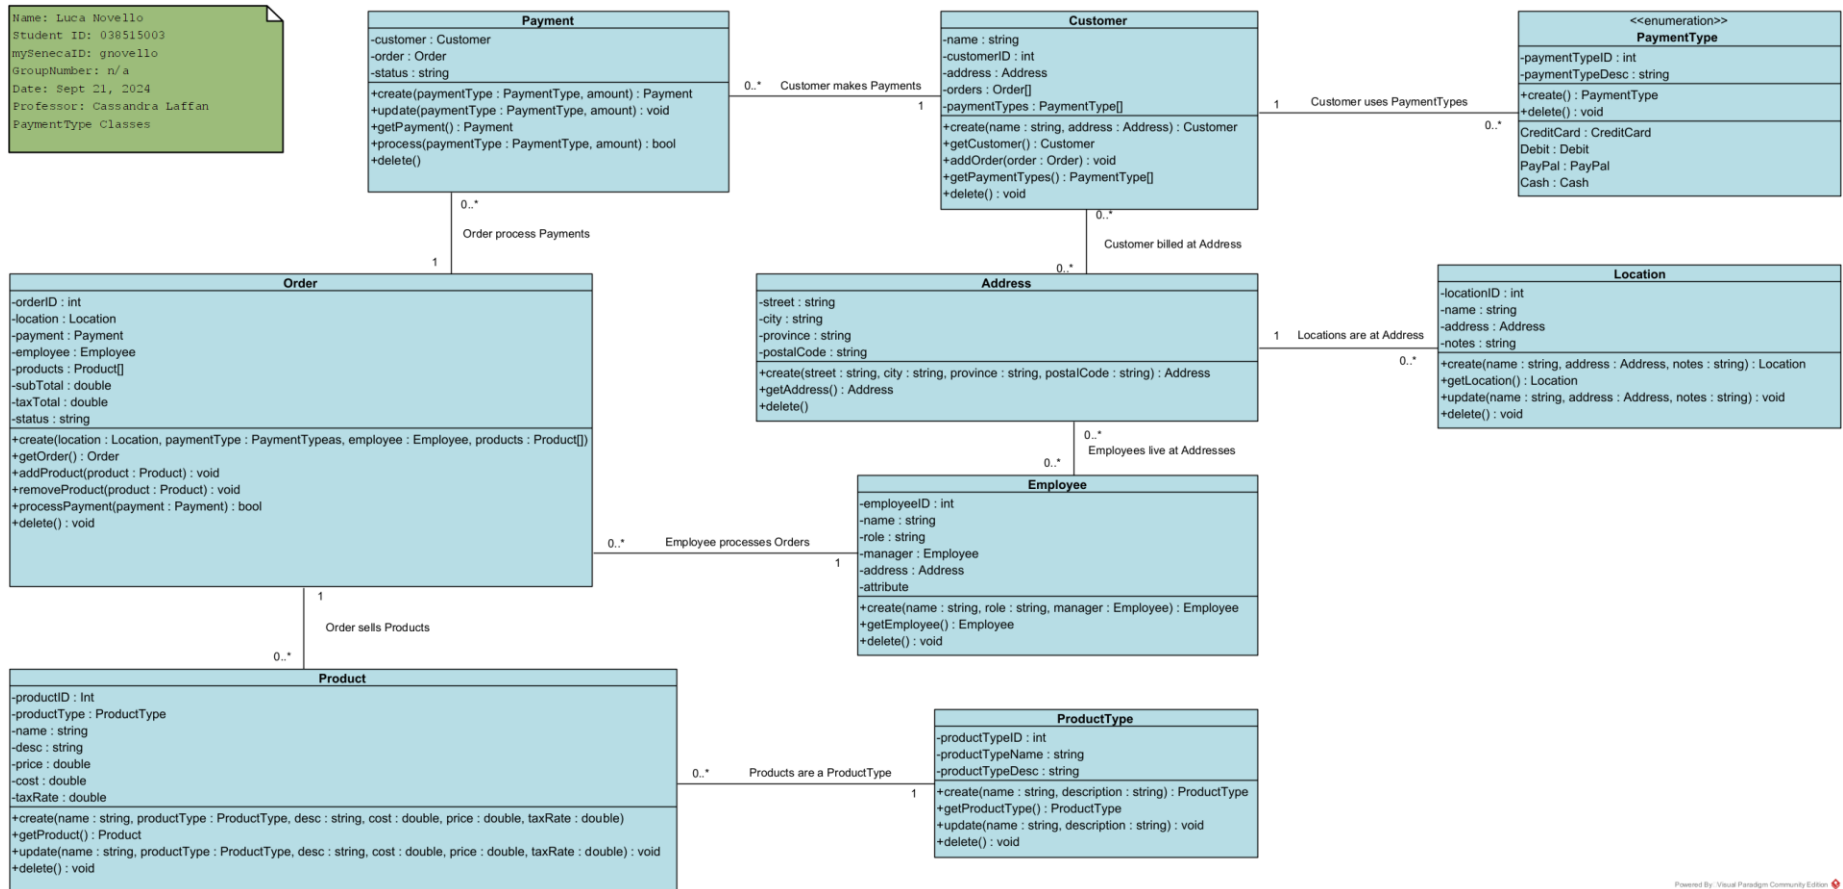 Name: Luca Novello
Student ID: 038515003
mySenecaID: gnovello
GroupNumber: n/a
Date: Sept 21, 2024
Professor: Cassandra Laffan
PaymentType Classes
Payment
-customer : Customer
-order : Order
-status : string
+create(paymentType : PaymentType, amount) : Payment
+update(paymentType : PaymentType, amount) : void
+getPayment() : Payment
+process(paymentType : PaymentType, amount) : bool
+delete()
0..*
Customer makes Payments
1
Customer
-name : string
-customerID : int
-address : Address
-orders : Order[]
-paymentTypes : PaymentType[]
+create(name : string, address : Address) : Customer
+getCustomer() : Customer
+addOrder(order : Order) : void
+getPaymentTypes() : PaymentType[]
+delete() : void
1
Customer uses PaymentTypes
0..*
<<enumeration>>
PaymentType
-paymentTypeID : int
-paymentTypeDesc : string
+create() : PaymentType
+delete() : void
CreditCard : CreditCard
Debit : Debit
PayPal : PayPal
Cash : Cash
0..*
Order process Payments
1
0..*
Customer billed at Address
0..*
Order
-orderID : int
-location : Location
-payment : Payment
-employee : Employee
-products : Product[]
-subTotal : double
-taxTotal : double
-status : string
+create(location : Location, paymentType : PaymentTypeas, employee : Employee, products : Product[])
+getOrder() : Order
+addProduct(product : Product) : void
+removeProduct(product : Product) : void
+processPayment(payment : Payment) : bool
+delete() : void
Address
-street : string
-city : string
-province : string
-postalCode : string
+create(street : string, city : string, province : string, postalCode : string) : Address
+getAddress() : Address
+delete()
1
Locations are at Address
0..*
Location
-locationID : int
-name : string
-address : Address
-notes : string
+create(name : string, address : Address, notes : string) : Location
+getLocation() : Location
+update(name : string, address : Address, notes : string) : void
+delete() : void
0..*
Employees live at Addresses
0..*
Employee
-employeeID : int
-name : string
-role : string
-manager : Employee
-address : Address
-attribute
+create(name : string, role : string, manager : Employee) : Employee
+getEmployee() : Employee
+delete() : void
0..*
Employee processes Orders
1
1
Order sells Products
0..*
Product
-productID : Int
-productType : ProductType
-name : string
-desc : string
-price : double
-cost : double
-taxRate : double
+create(name : string, productType : ProductType, desc : string, cost : double, price : double, taxRate : double)
+getProduct() : Product
+update(name : string, productType : ProductType, desc : string, cost : double, price : double, taxRate : double) : void
+delete() : void
0..*
Products are a ProductType
1
ProductType
-productTypeID : int
-productTypeName : string
-productTypeDesc : string
+create(name : string, description : string) : ProductType
+getProductType() : ProductType
+update(name : string, description : string) : void
+delete() : void
Powered By: Visual Paradigm Community Edition